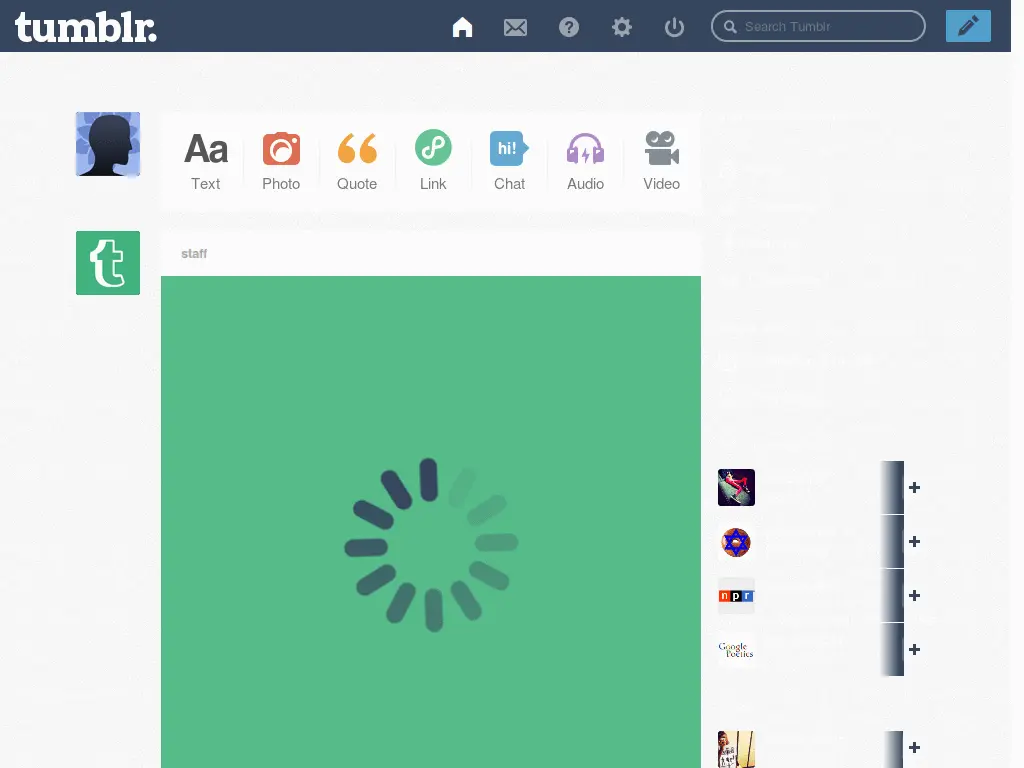 tumblr.
Search Tumblr
Aa
hi!
Text
Photo
Quote
Link
Chat
Audio
Video
t
staff
npr
Google
Poetics